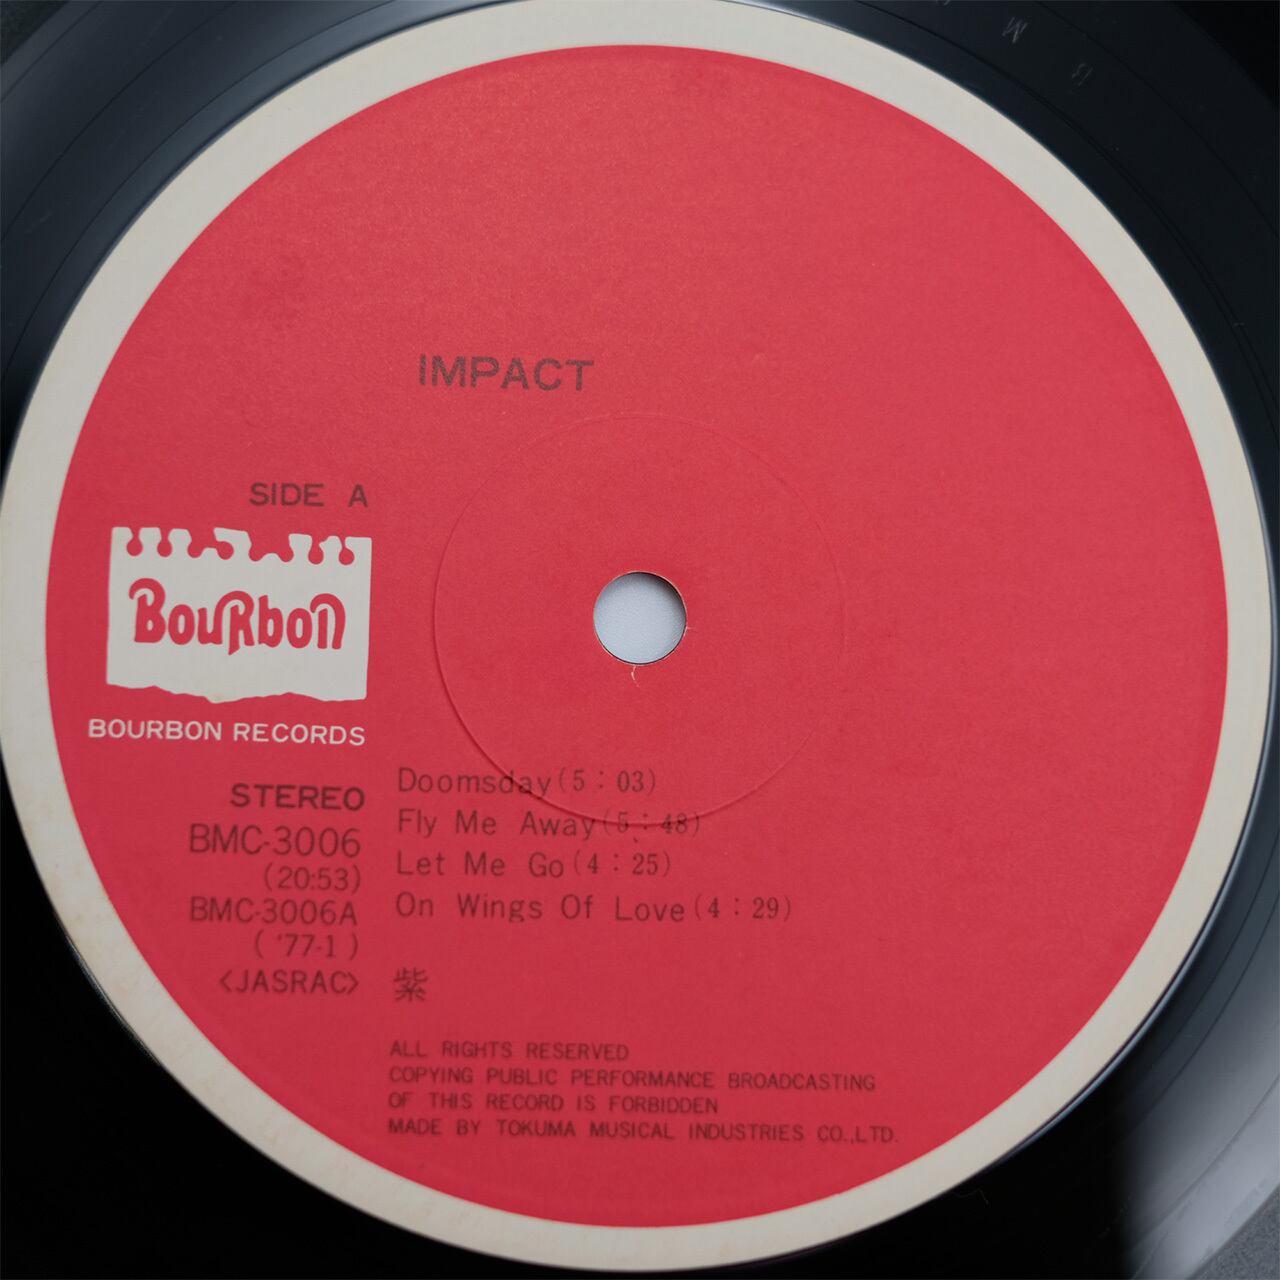 IMPACT
SIDE A
BouRbon
BOURBON RECORDS
STEREO
BMC-3006
(20:53)
BMC-3006A
( '77-1 )
<JASRAC>
Doomsday(5:03)
Fly Me Away(5:48)
Let Me Go(4:25)
On Wings Of Love(4:29)
紫
ALL RIGHTS RESERVED
COPYING PUBLIC PERFORMANCE BROADCASTING
OF THIS RECORD IS FORBIDDEN
MADE BY TOKUMA MUSICAL INDUSTRIES CO.,LTD.
B M